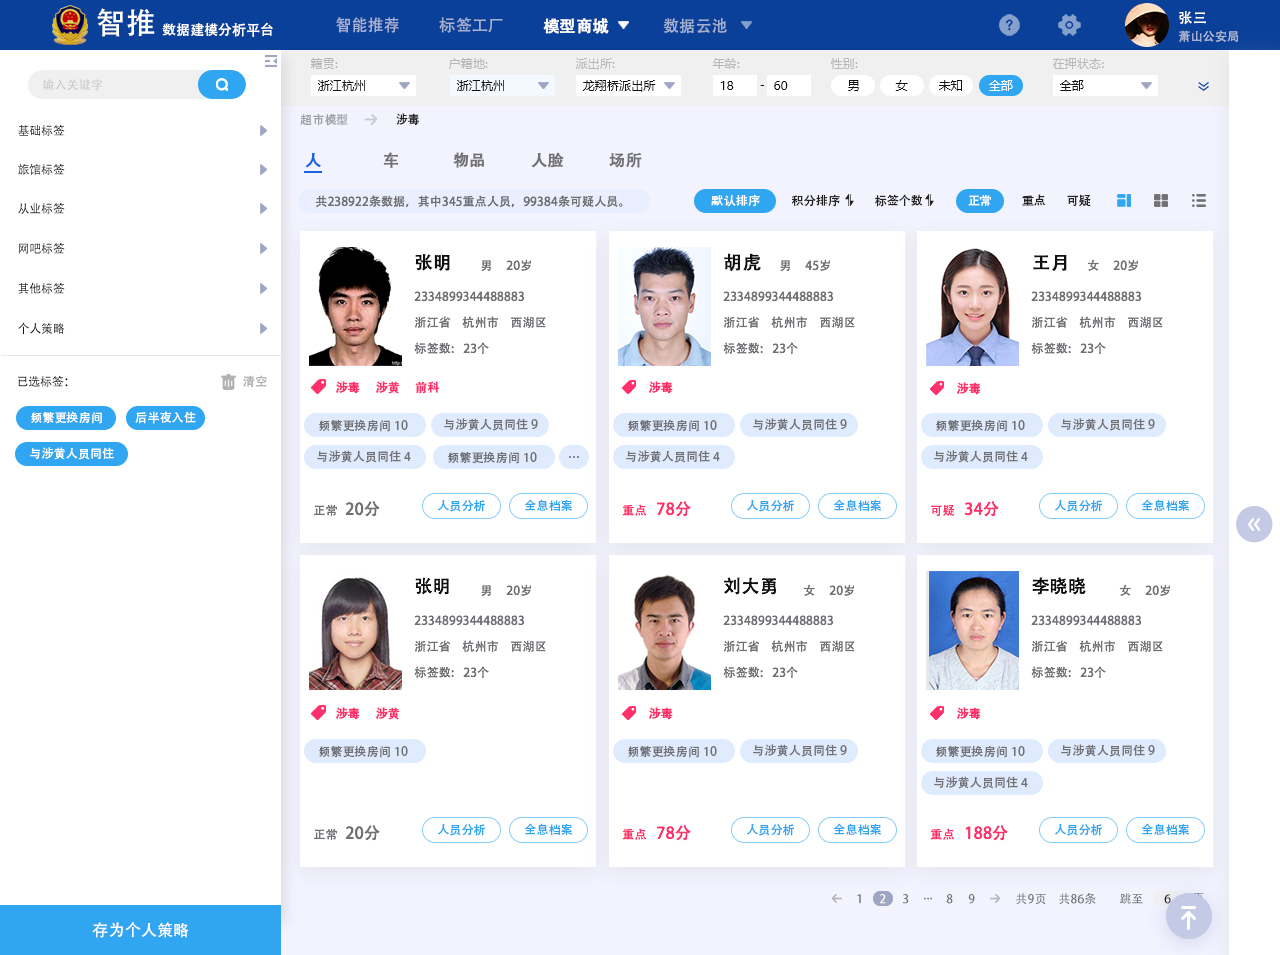 智推 数据建模分析平台 智能推荐 标签工厂 模型商城 数据云池 ? 张三
萧山公安局
输入关键字
基础标签
旅馆标签
从业标签
网吧标签
其他标签
个人策略
已选标签： 清空
频繁更换房间 后半夜入住
与涉黄人员同住
存为个人策略
籍贯: 户籍地: 派出所: 年龄: 性别: 在押状态:
浙江杭州 浙江杭州 龙翔桥派出所 18 - 60 男 女 未知 全部 全部
超市模型 涉毒
人 车 物品 人脸 场所
共238922条数据，其中345重点人员，99384条可疑人员。 默认排序 积分排序 标签个数 正常 重点 可疑
张明 男 20岁
2334899344488883
浙江省 杭州市 西湖区
标签数：23个
涉毒 涉黄 前科
频繁更换房间 10 与涉黄人员同住 9
与涉黄人员同住 4 频繁更换房间 10 ···
正常 20分 人员分析 全息档案
胡虎 男 45岁
2334899344488883
浙江省 杭州市 西湖区
标签数：23个
涉毒
频繁更换房间 10 与涉黄人员同住 9
与涉黄人员同住 4
重点 78分 人员分析 全息档案
王月 女 20岁
2334899344488883
浙江省 杭州市 西湖区
标签数：23个
涉毒
频繁更换房间 10 与涉黄人员同住 9
与涉黄人员同住 4
可疑 34分 人员分析 全息档案
张明 男 20岁
2334899344488883
浙江省 杭州市 西湖区
标签数：23个
涉毒 涉黄
频繁更换房间 10
正常 20分 人员分析 全息档案
刘大勇 女 20岁
2334899344488883
浙江省 杭州市 西湖区
标签数：23个
涉毒
频繁更换房间 10 与涉黄人员同住 9
重点 78分 人员分析 全息档案
李晓晓 女 20岁
2334899344488883
浙江省 杭州市 西湖区
标签数：23个
涉毒
频繁更换房间 10 与涉黄人员同住 9
与涉黄人员同住 4
重点 188分 人员分析 全息档案
1 2 3 ··· 8 9 共9页 共86条 跳至 6